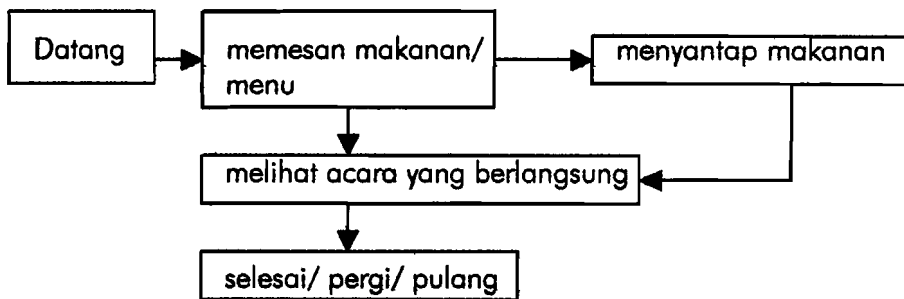 Datang
memesan makanan/
menu
menyantap makanan
melihat acara yang berlangsung
selesai/ pergi/ pulang